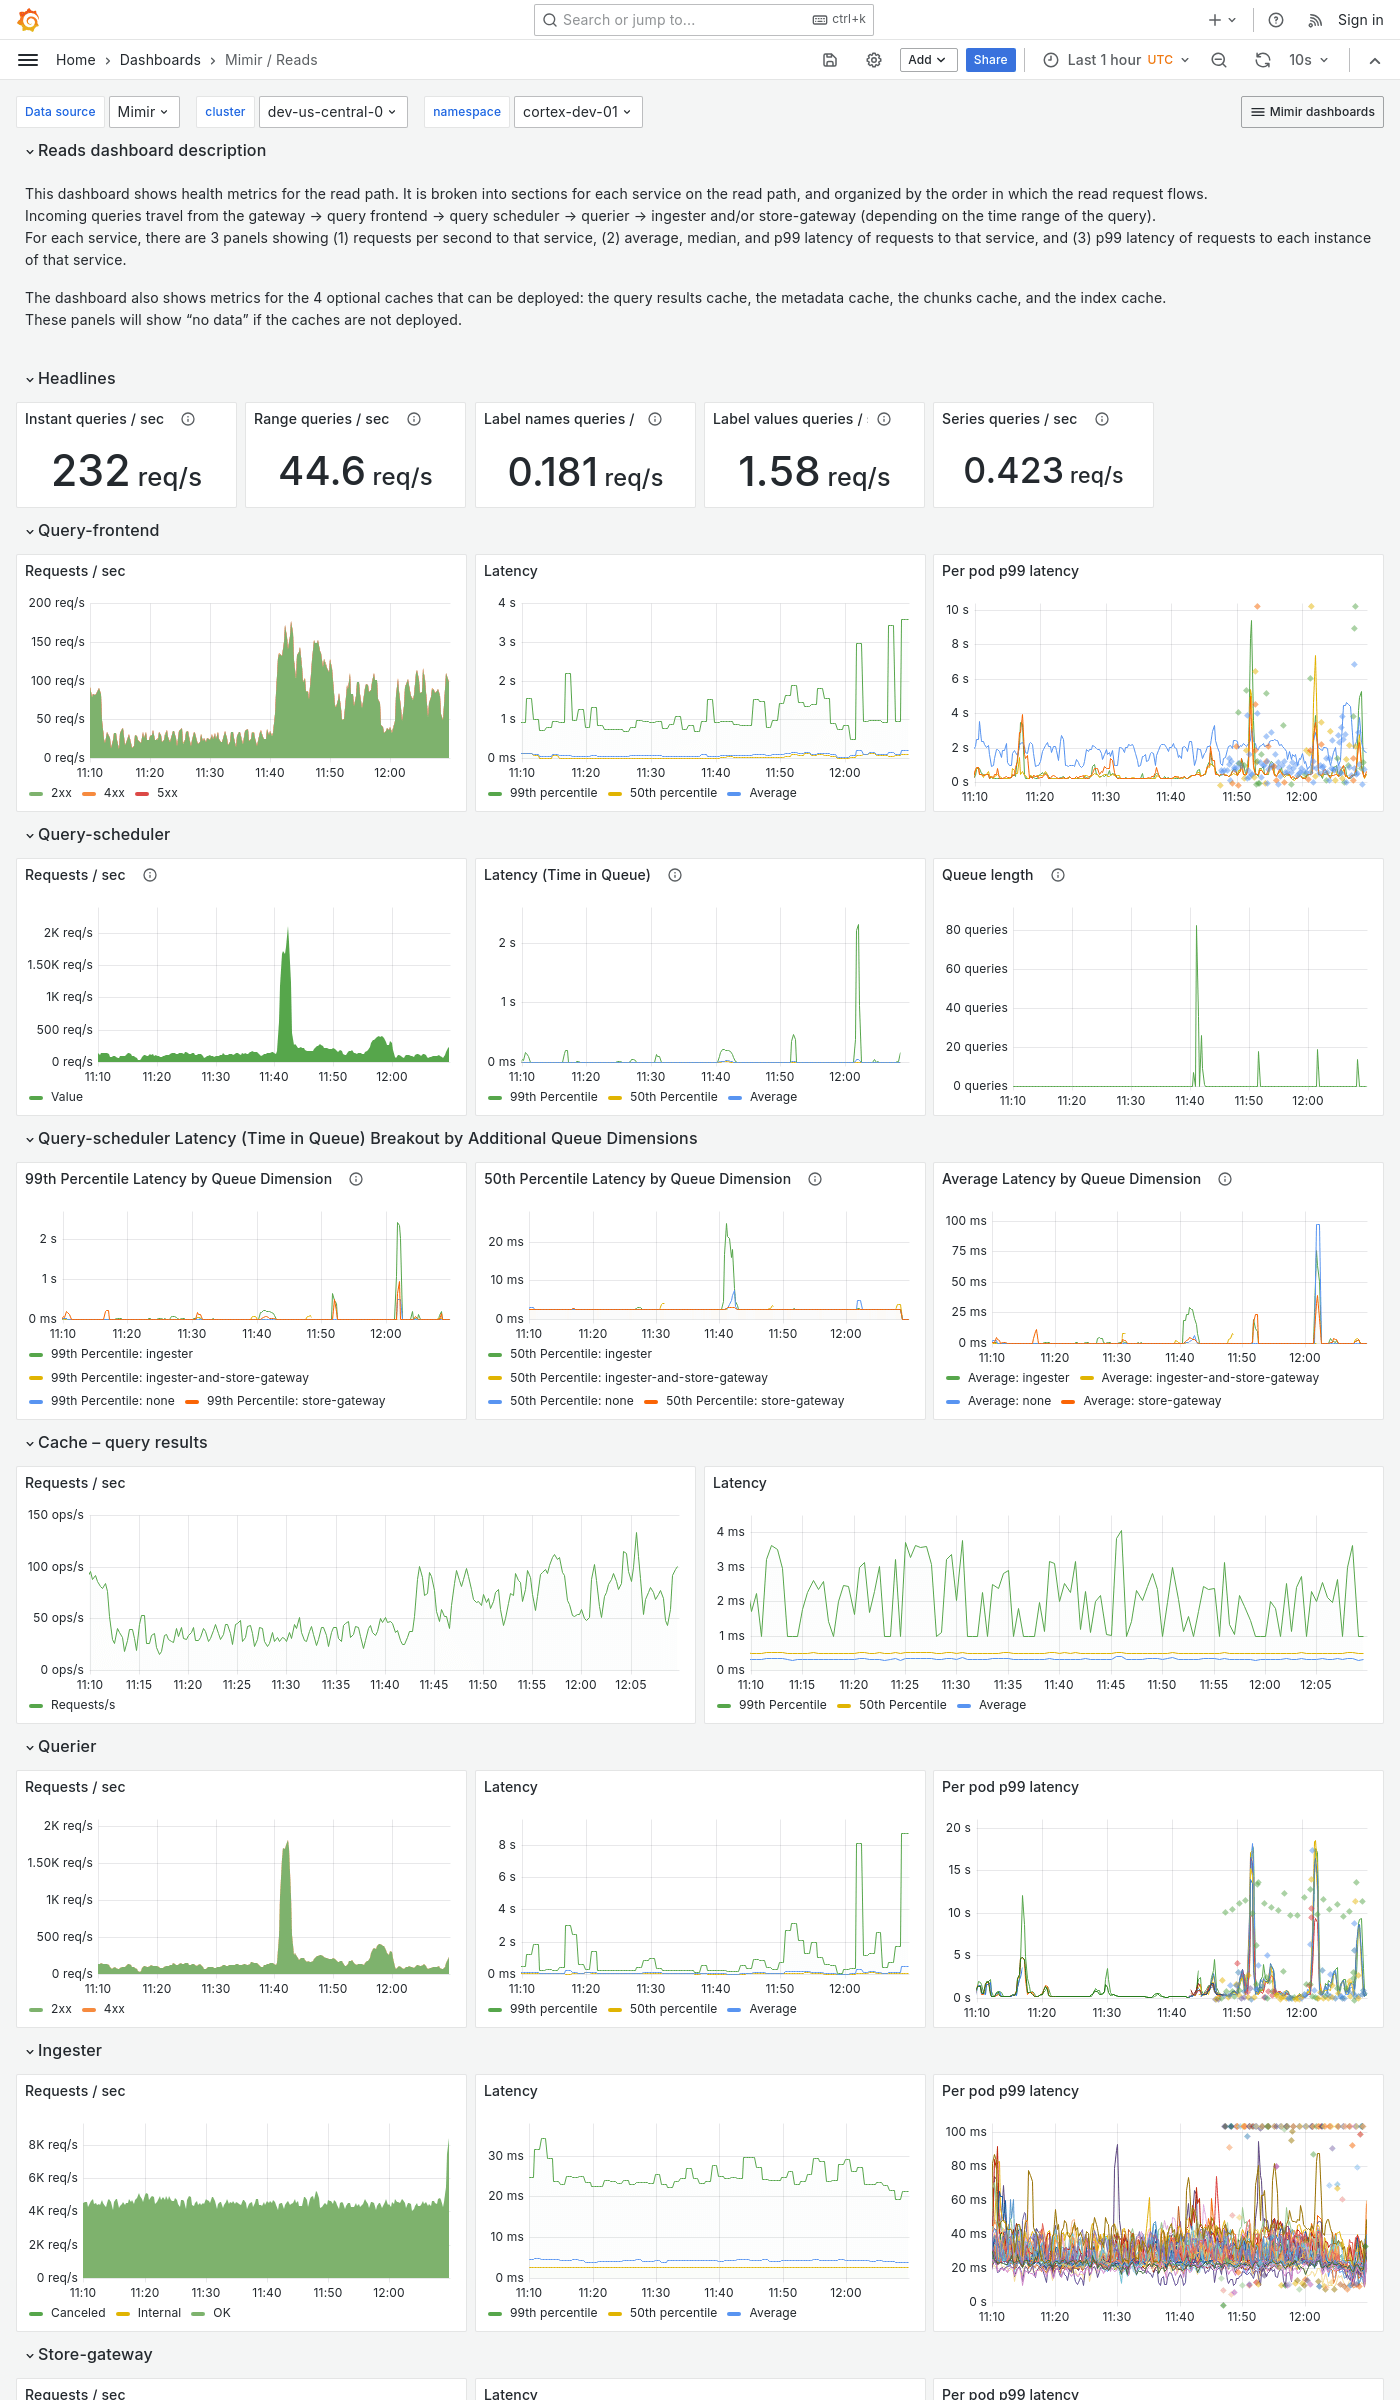 Search or jump to...
ctrl+k
Sign in
Home › Dashboards › Mimir / Reads
Add
Share
Last 1 hour UTC
10s
Data source Mimir
cluster dev-us-central-0
namespace cortex-dev-01
Mimir dashboards
Reads dashboard description
This dashboard shows health metrics for the read path. It is broken into sections for each service on the read path, and organized by the order in which the read request flows.
Incoming queries travel from the gateway → query frontend → query scheduler → querier → ingester and/or store-gateway (depending on the time range of the query).
For each service, there are 3 panels showing (1) requests per second to that service, (2) average, median, and p99 latency of requests to that service, and (3) p99 latency of requests to each instance
of that service.
The dashboard also shows metrics for the 4 optional caches that can be deployed: the query results cache, the metadata cache, the chunks cache, and the index cache.
These panels will show “no data” if the caches are not deployed.
Headlines
Instant queries / sec
232 req/s
Range queries / sec
44.6 req/s
Label names queries /
0.181 req/s
Label values queries /
1.58 req/s
Series queries / sec
0.423 req/s
Query-frontend
Requests / sec
200 req/s
150 req/s
100 req/s
50 req/s
0 req/s
11:10 11:20 11:30 11:40 11:50 12:00
2xx 4xx 5xx
Latency
4 s
3 s
2 s
1 s
0 ms
11:10 11:20 11:30 11:40 11:50 12:00
99th percentile 50th percentile Average
Per pod p99 latency
10 s
8 s
6 s
4 s
2 s
0 s
11:10 11:20 11:30 11:40 11:50 12:00
Query-scheduler
Requests / sec
2K req/s
1.50K req/s
1K req/s
500 req/s
0 req/s
11:10 11:20 11:30 11:40 11:50 12:00
Value
Latency (Time in Queue)
2 s
1 s
0 ms
11:10 11:20 11:30 11:40 11:50 12:00
99th Percentile 50th Percentile Average
Queue length
80 queries
60 queries
40 queries
20 queries
0 queries
11:10 11:20 11:30 11:40 11:50 12:00
Query-scheduler Latency (Time in Queue) Breakout by Additional Queue Dimensions
99th Percentile Latency by Queue Dimension
2 s
1 s
0 ms
11:10 11:20 11:30 11:40 11:50 12:00
99th Percentile: ingester
99th Percentile: ingester-and-store-gateway
99th Percentile: none 99th Percentile: store-gateway
50th Percentile Latency by Queue Dimension
20 ms
10 ms
0 ms
11:10 11:20 11:30 11:40 11:50 12:00
50th Percentile: ingester
50th Percentile: ingester-and-store-gateway
50th Percentile: none 50th Percentile: store-gateway
Average Latency by Queue Dimension
100 ms
75 ms
50 ms
25 ms
0 ms
11:10 11:20 11:30 11:40 11:50 12:00
Average: ingester Average: ingester-and-store-gateway
Average: none Average: store-gateway
Cache – query results
Requests / sec
150 ops/s
100 ops/s
50 ops/s
0 ops/s
11:10 11:15 11:20 11:25 11:30 11:35 11:40 11:45 11:50 11:55 12:00 12:05
Requests/s
Latency
4 ms
3 ms
2 ms
1 ms
0 ms
11:10 11:15 11:20 11:25 11:30 11:35 11:40 11:45 11:50 11:55 12:00 12:05
99th Percentile 50th Percentile Average
Querier
Requests / sec
2K req/s
1.50K req/s
1K req/s
500 req/s
0 req/s
11:10 11:20 11:30 11:40 11:50 12:00
2xx 4xx
Latency
8 s
6 s
4 s
2 s
0 ms
11:10 11:20 11:30 11:40 11:50 12:00
99th percentile 50th percentile Average
Per pod p99 latency
20 s
15 s
10 s
5 s
0 s
11:10 11:20 11:30 11:40 11:50 12:00
Ingester
Requests / sec
8K req/s
6K req/s
4K req/s
2K req/s
0 req/s
11:10 11:20 11:30 11:40 11:50 12:00
Canceled Internal OK
Latency
30 ms
20 ms
10 ms
0 ms
11:10 11:20 11:30 11:40 11:50 12:00
99th percentile 50th percentile Average
Per pod p99 latency
100 ms
80 ms
60 ms
40 ms
20 ms
0 s
11:10 11:20 11:30 11:40 11:50 12:00
Store-gateway
Requests / sec
Latency
Per pod p99 latency